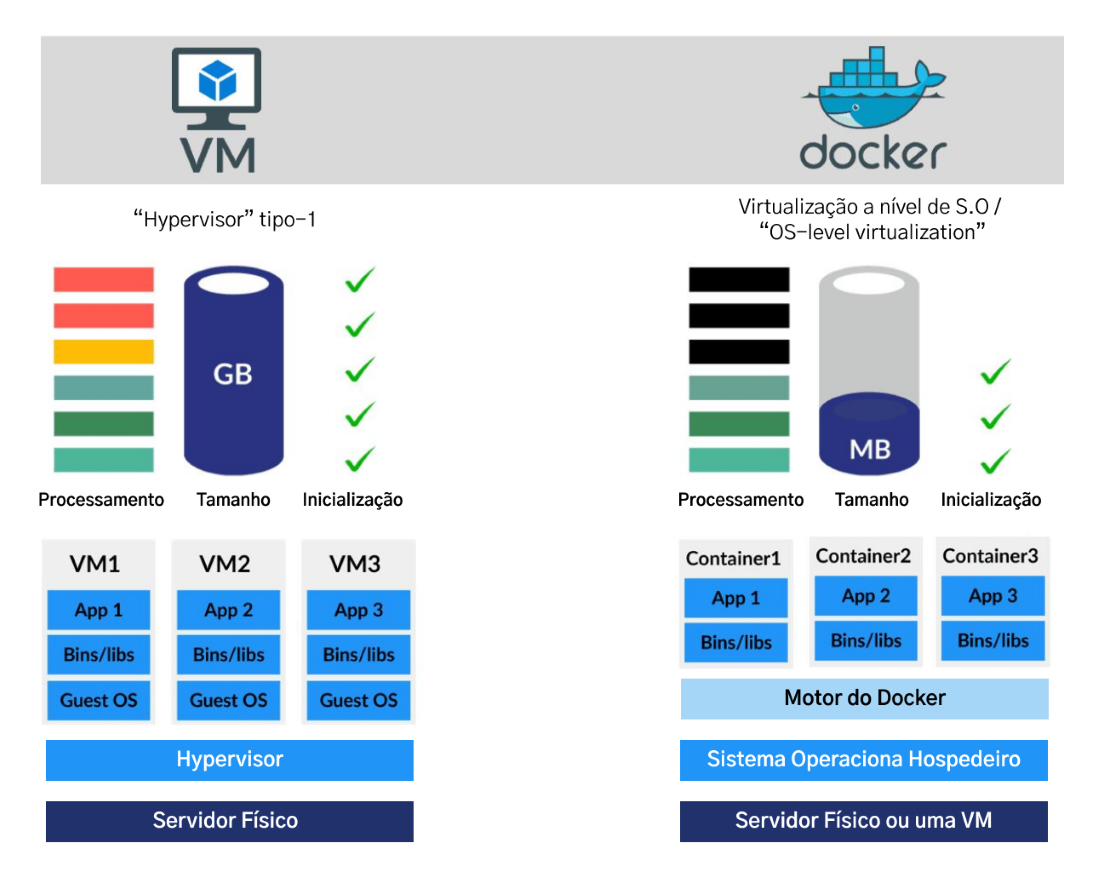 VM
docker
“Hypervisor” tipo-1
Virtualização a nível de S.O /
“OS-level virtualization”
GB
MB
Processamento
Tamanho
Inicialização
Processamento
Tamanho
Inicialização
VM1
VM2
VM3
App 1
App 2
App 3
Bins/libs
Bins/libs
Bins/libs
Guest OS
Guest OS
Guest OS
Hypervisor
Servidor Físico
Container1
Container2
Container3
App 1
App 2
App 3
Bins/libs
Bins/libs
Bins/libs
Motor do Docker
Sistema Operaciona Hospedeiro
Servidor Físico ou uma VM